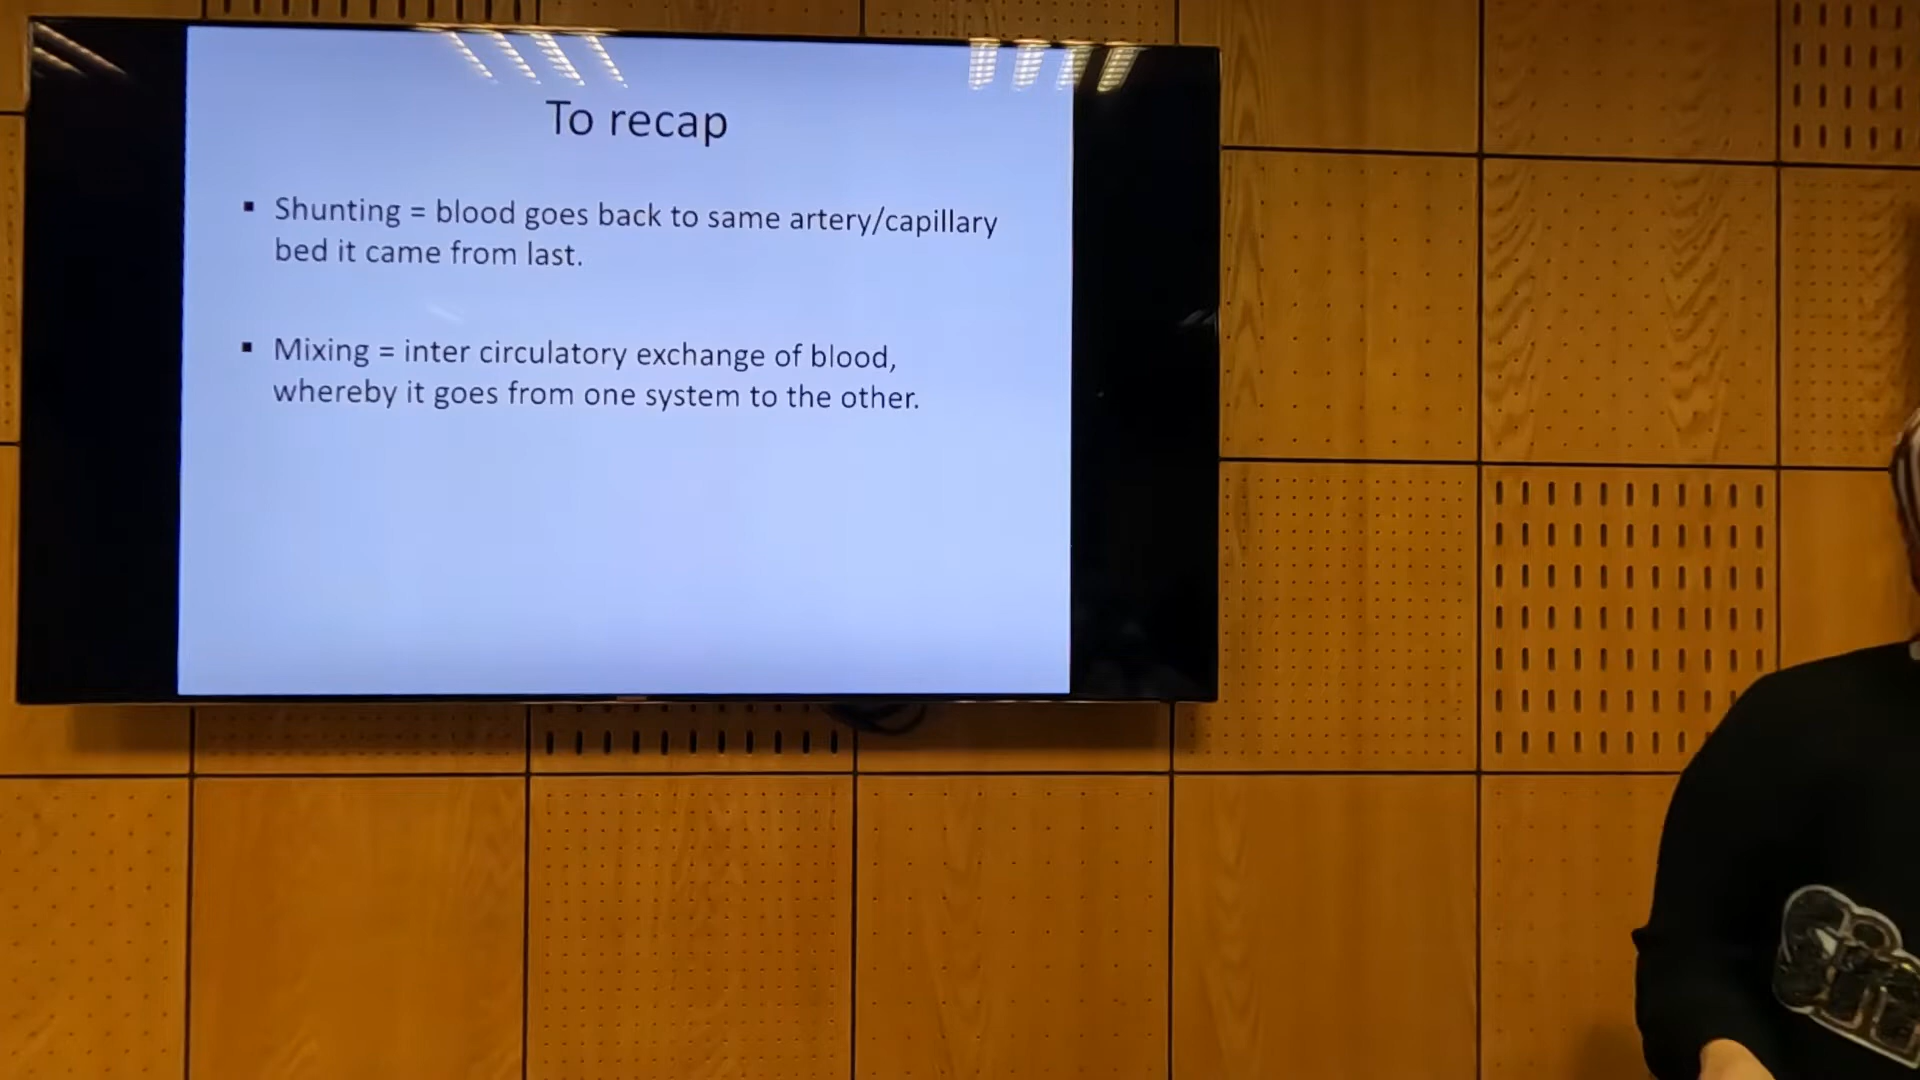 To recap
▪ Shunting = blood goes back to same artery/capillary
bed it came from last.
▪ Mixing = inter circulatory exchange of blood,
whereby it goes from one system to the other.